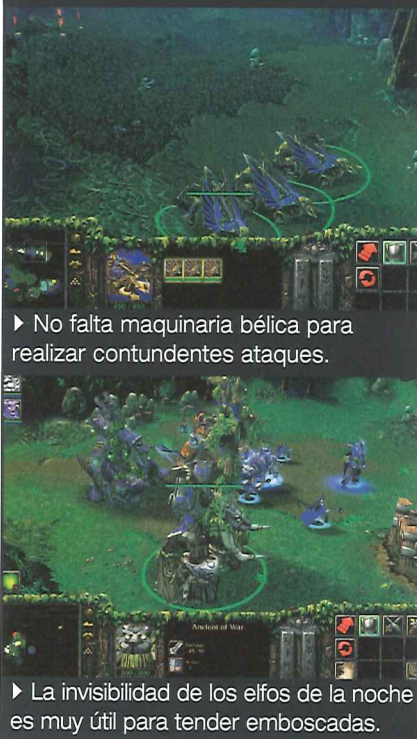 ▶ No falta maquinaria bélica para
realizar contundentes ataques.
Ancient of War
▶ La invisibilidad de los elfos de la noche
es muy útil para tender emboscadas.